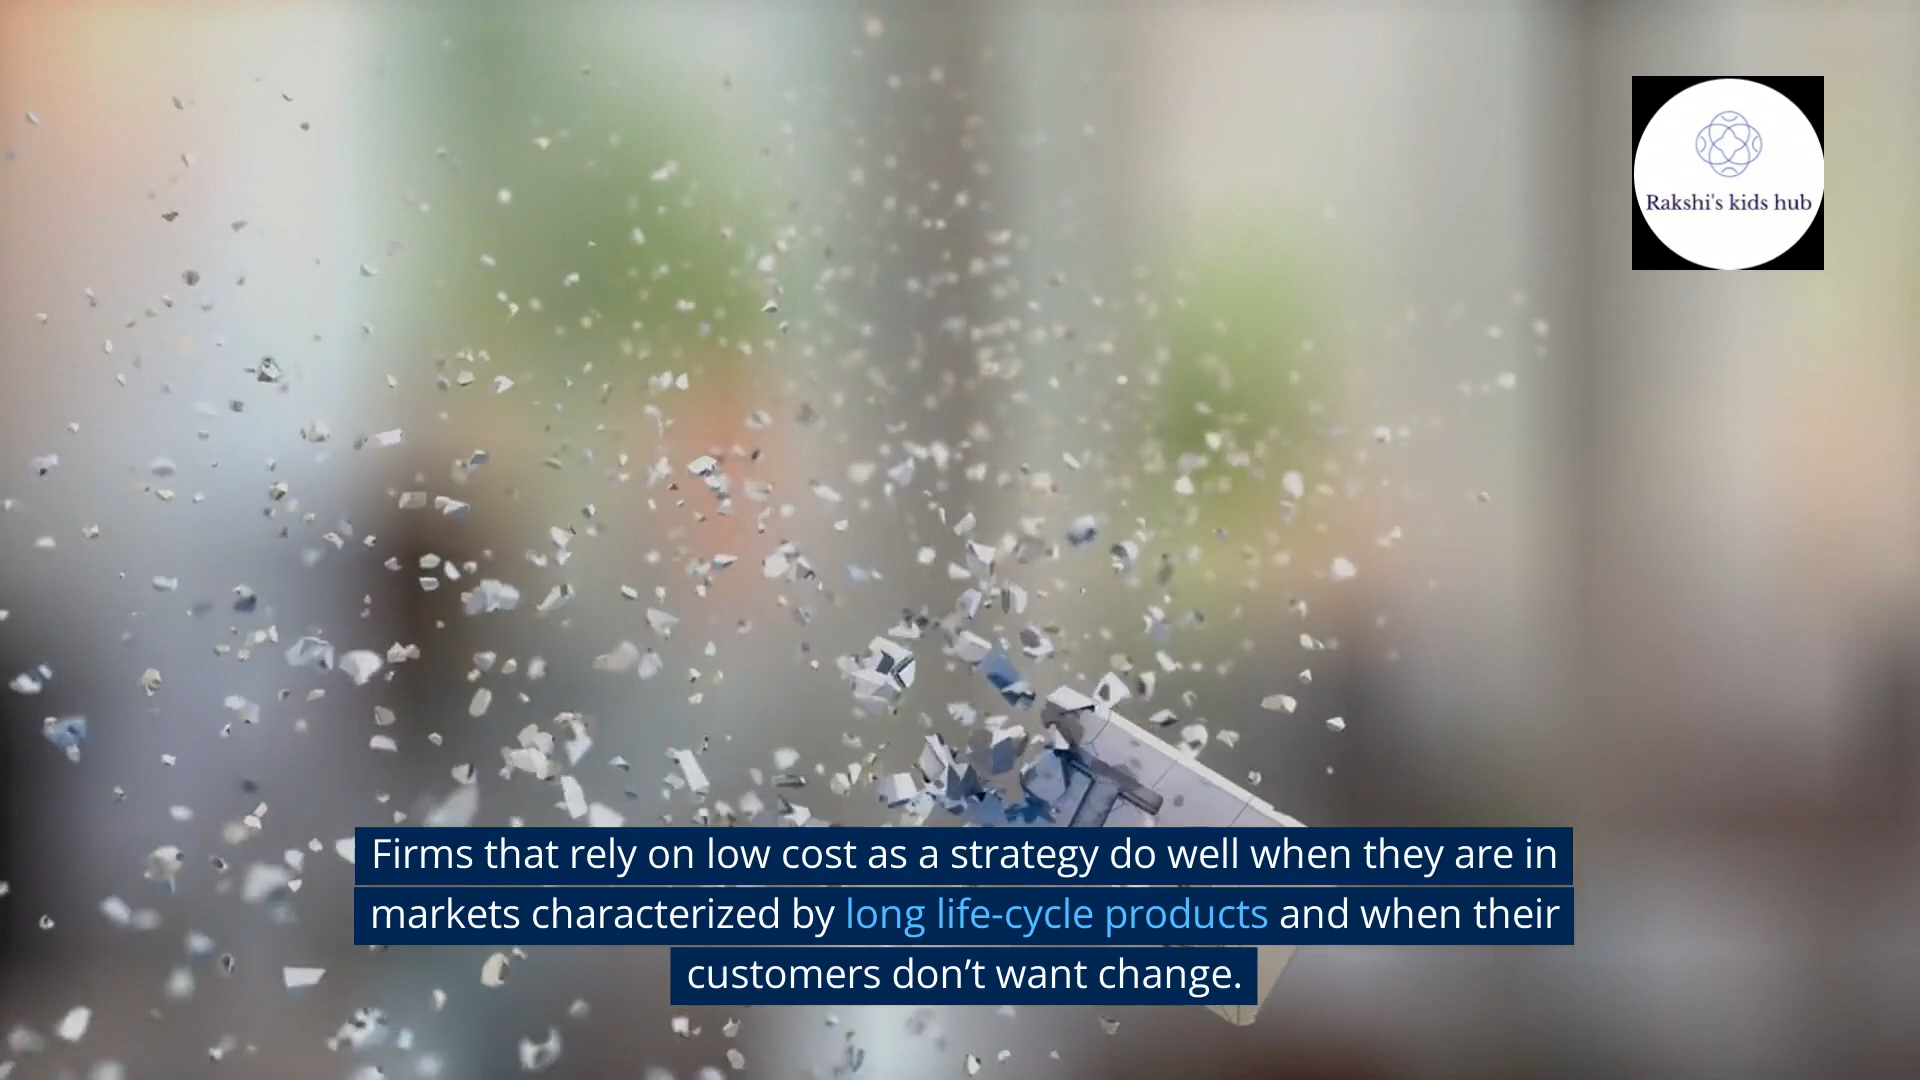 Rakshi's kids hub
Firms that rely on low cost as a strategy do well when they are in
markets characterized by long life-cycle products and when their
customers don’t want change.